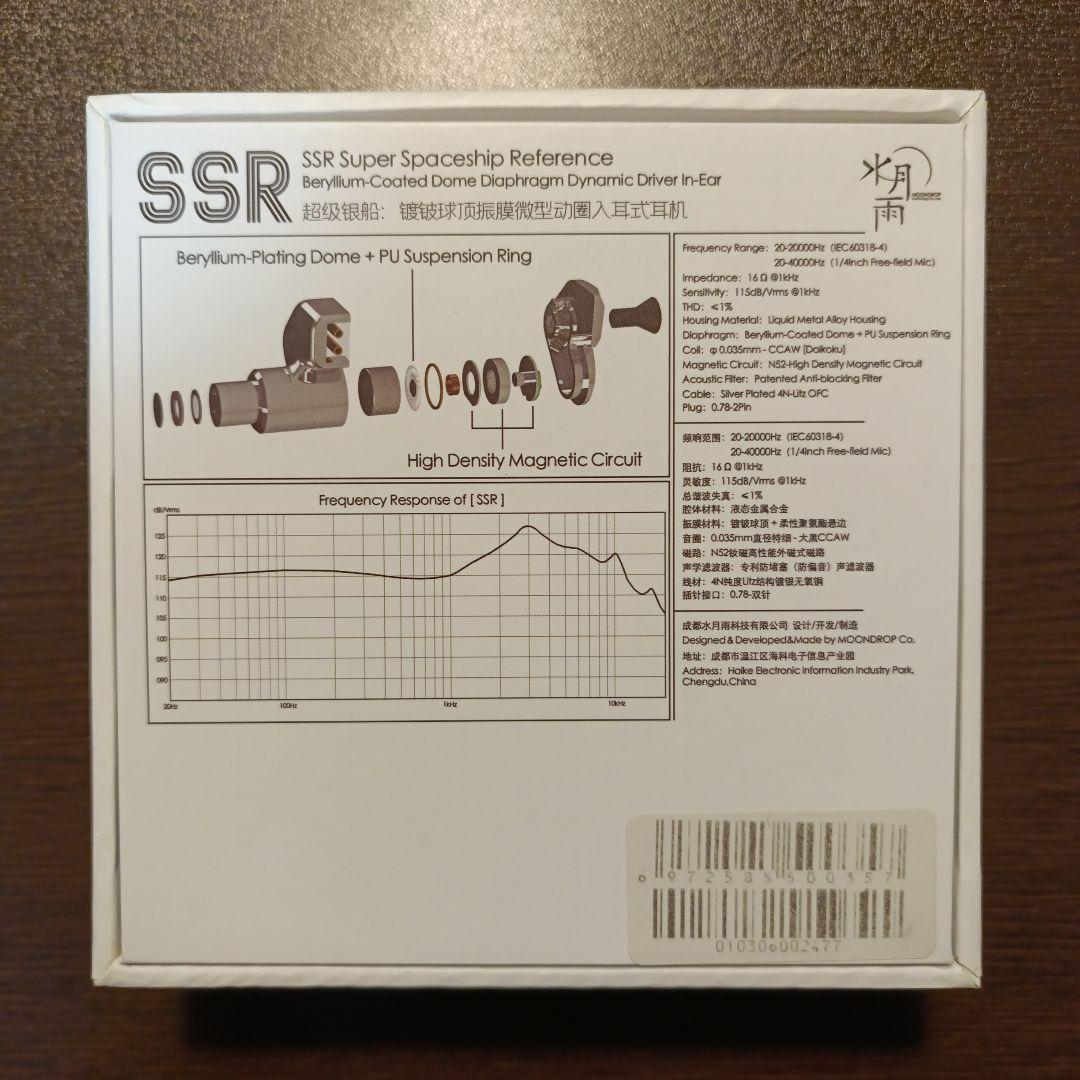 SSR
SSR Super Spaceship Reference
Beryllium-Coated Dome Diaphragm Dynamic Driver In-Ear
超级银船：镀铍球顶振膜微型动圈入耳式耳机
水月雨
MOONDROP
Beryllium-Plating Dome + PU Suspension Ring
High Density Magnetic Circuit
Frequency Response of [ SSR ]
dB/Vrms
125
120
115
110
105
100
095
090
20Hz 100Hz 1kHz 10kHz
Frequency Range: 20-20000Hz (IEC60318-4)
20-40000Hz (1/4inch Free-field Mic)
Impedance: 16 Ω @1kHz
Sensitivity: 115dB/Vrms @1kHz
THD: ≤1%
Housing Material: Liquid Metal Alloy Housing
Diaphragm: Beryllium-Coated Dome + PU Suspension Ring
Coil: φ 0.035mm - CCAW [Daikoku]
Magnetic Circuit: N52-High Density Magnetic Circuit
Acoustic Filter: Patented Anti-blocking Filter
Cable: Silver Plated 4N-Litz OFC
Plug: 0.78-2Pin
频响范围：20-20000Hz (IEC60318-4)
20-40000Hz (1/4inch Free-field Mic)
阻抗：16 Ω @1kHz
灵敏度：115dB/Vrms @1kHz
总谐波失真：≤1%
腔体材料：液态金属合金
振膜材料：镀铍球顶 + 柔性聚氨酯悬边
音圈：0.035mm直径特细 - 大黑CCAW
磁路：N52钕磁高性能外磁式磁路
声学滤波器：专利防堵塞（防偏音）声滤波器
线材：4N纯度Litz结构镀银无氧铜
插针接口：0.78-双针
成都水月雨科技有限公司 设计/开发/制造
Designed & Developed&Made by MOONDROP Co.
地址：成都市温江区海科电子信息产业园
Address: Haike Electronic Information Industry Park,
Chengdu,China
6 972585 500357
010306002477